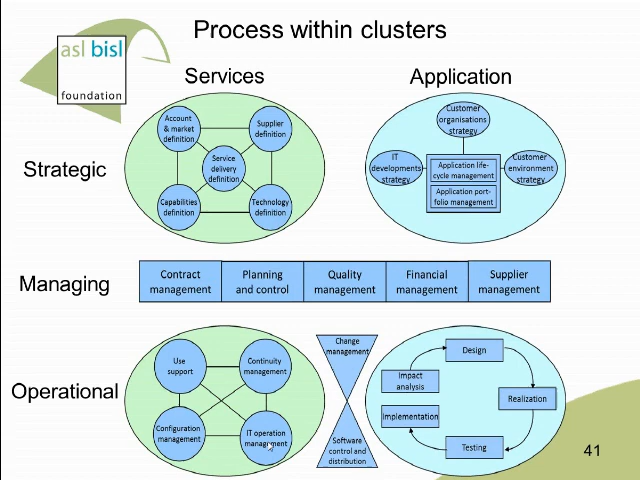 Process within clusters
asl bisl
foundation
Services
Application
Strategic
Account
& market
definition
Supplier
definition
Service
delivery
definition
Capabilities
definition
Technology
definition
Customer
organisations
strategy
IT
developments
strategy
Application life-
cycle management
Application port-
folio management
Customer
environment
strategy
Managing
Contract
management
Planning
and control
Quality
management
Financial
management
Supplier
management
Operational
Use
support
Continuity
management
Configuration
management
IT operation
management
Change
management
Software
control and
distribution
Design
Impact
analysis
Realization
Implementation
Testing
41